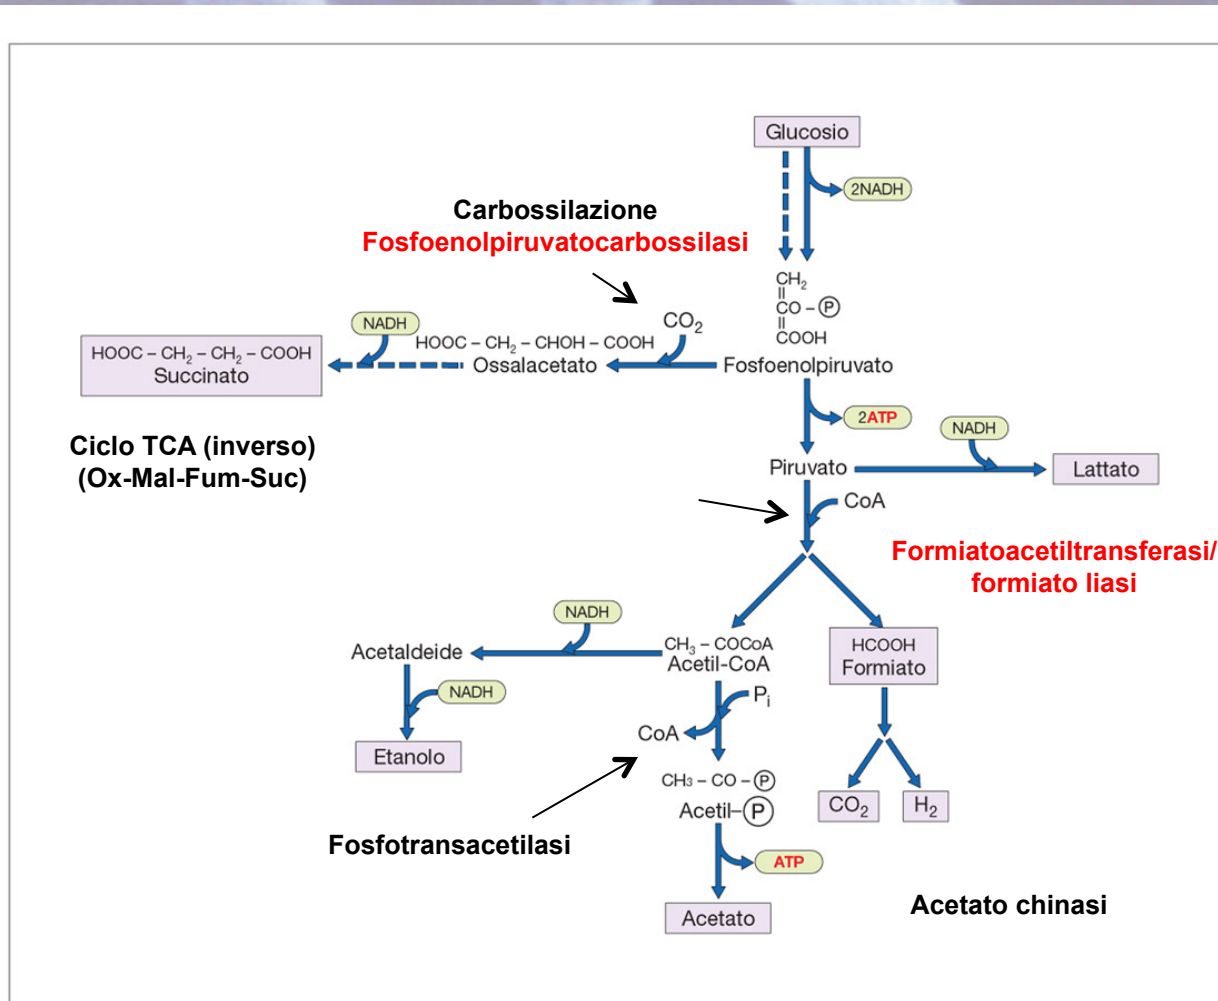 Glucosio
2NADH
Carbossilazione
Fosfoenolpiruvatocarbossilasi
CH₂
CO – P
COOH
CO₂
NADH
HOOC – CH₂ – CHOH – COOH
HOOC – CH₂ – CH₂ – COOH
Succinato
Ossalacetato
Fosfoenolpiruvato
2ATP
NADH
Ciclo TCA (inverso)
(Ox-Mal-Fum-Suc)
Piruvato
Lattato
CoA
Formiatoacetiltransferasi/
formiato liasi
NADH
Acetaldeide
CH₃ – COCoA
Acetil-CoA
HCOOH
Formiato
NADH
Pᵢ
CoA
Etanolo
CH₃ – CO – P
Acetil–P
CO₂
H₂
Fosfotransacetilasi
ATP
Acetato
Acetato chinasi